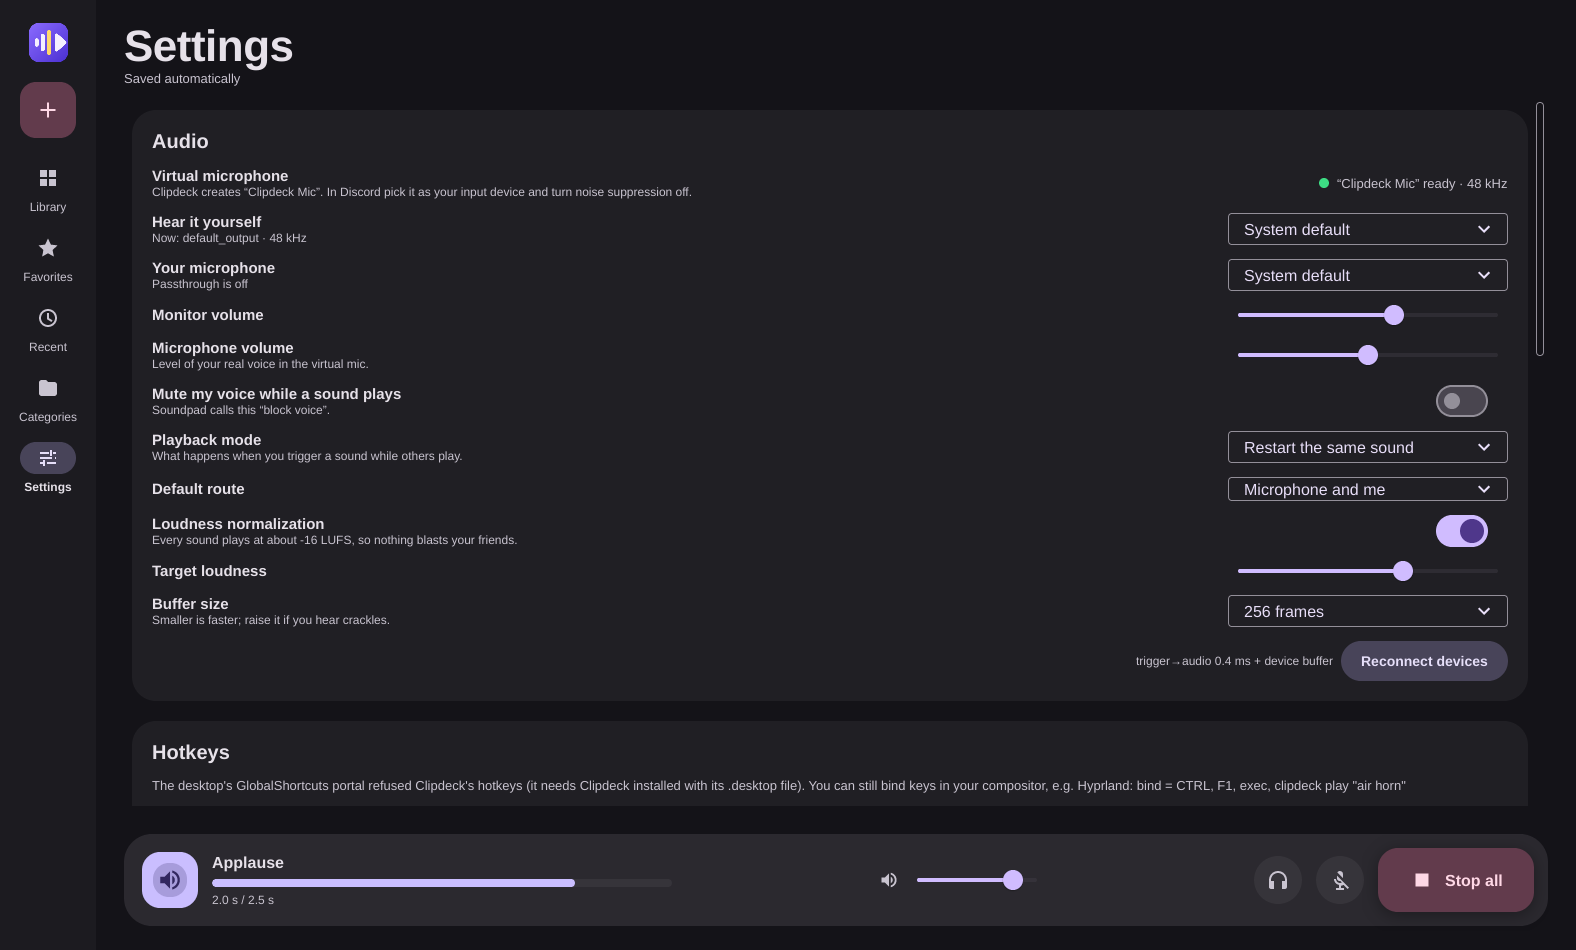 Settings
Saved automatically
Library
Favorites
Recent
Categories
Settings
Audio
Virtual microphone
Clipdeck creates “Clipdeck Mic”. In Discord pick it as your input device and turn noise suppression off.
“Clipdeck Mic” ready · 48 kHz
Hear it yourself
Now: default_output · 48 kHz
System default
Your microphone
Passthrough is off
System default
Monitor volume
Microphone volume
Level of your real voice in the virtual mic.
Mute my voice while a sound plays
Soundpad calls this “block voice”.
Playback mode
What happens when you trigger a sound while others play.
Restart the same sound
Default route
Microphone and me
Loudness normalization
Every sound plays at about -16 LUFS, so nothing blasts your friends.
Target loudness
Buffer size
Smaller is faster; raise it if you hear crackles.
256 frames
trigger→audio 0.4 ms + device buffer
Reconnect devices
Hotkeys
The desktop's GlobalShortcuts portal refused Clipdeck's hotkeys (it needs Clipdeck installed with its .desktop file). You can still bind keys in your compositor, e.g. Hyprland: bind = CTRL, F1, exec, clipdeck play "air horn"
Applause
2.0 s / 2.5 s
Stop all